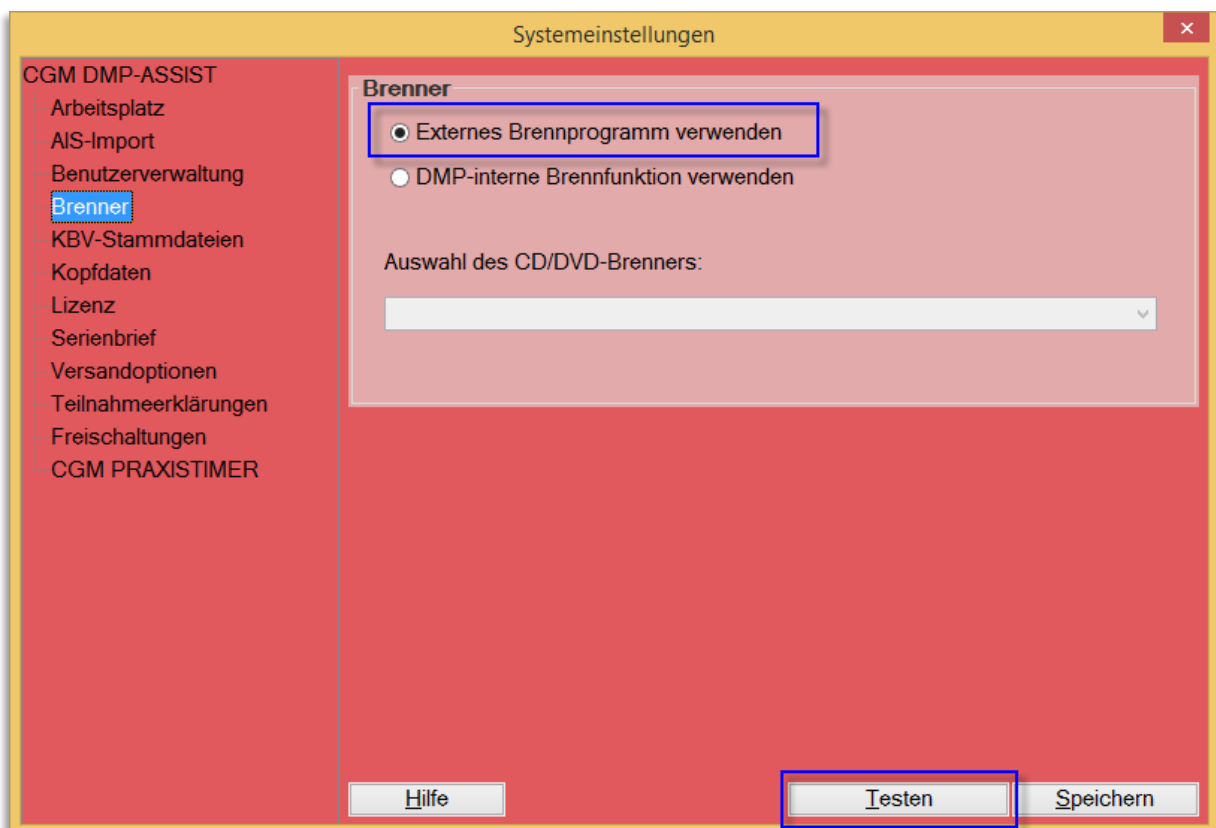 Systemeinstellungen
CGM DMP-ASSIST
Arbeitsplatz
AIS-Import
Benutzerverwaltung
Brenner
KBV-Stammdateien
Kopfdaten
Lizenz
Serienbrief
Versandoptionen
Teilnahmeerklärungen
Freischaltungen
CGM PRAXISTIMER
Brenner
Externes Brennprogramm verwenden
DMP-interne Brennfunktion verwenden
Auswahl des CD/DVD-Brenners:
Hilfe
Testen
Speichern